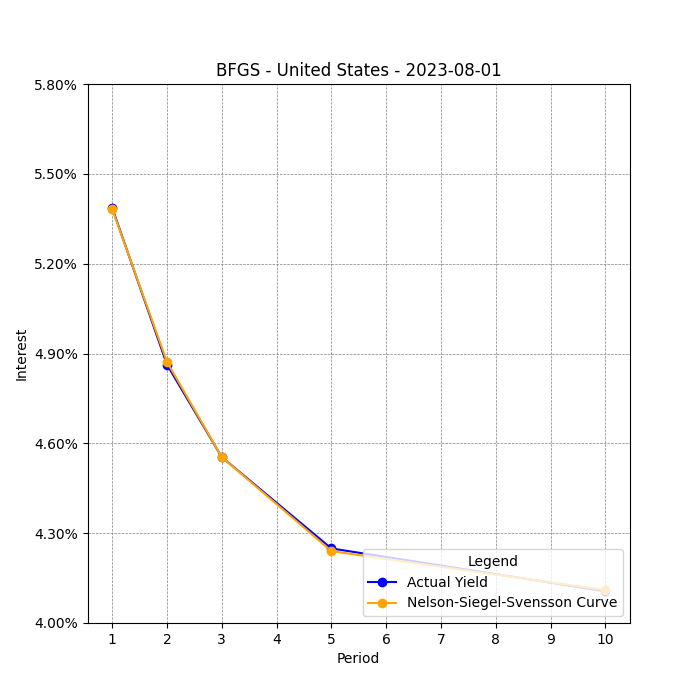 BFGS - United States - 2023-08-01
5.80%
5.50%
5.20%
4.90%
4.60%
4.30%
4.00%
Interest
1 2 3 4 5 6 7 8 9 10
Period
Legend
Actual Yield
Nelson-Siegel-Svensson Curve